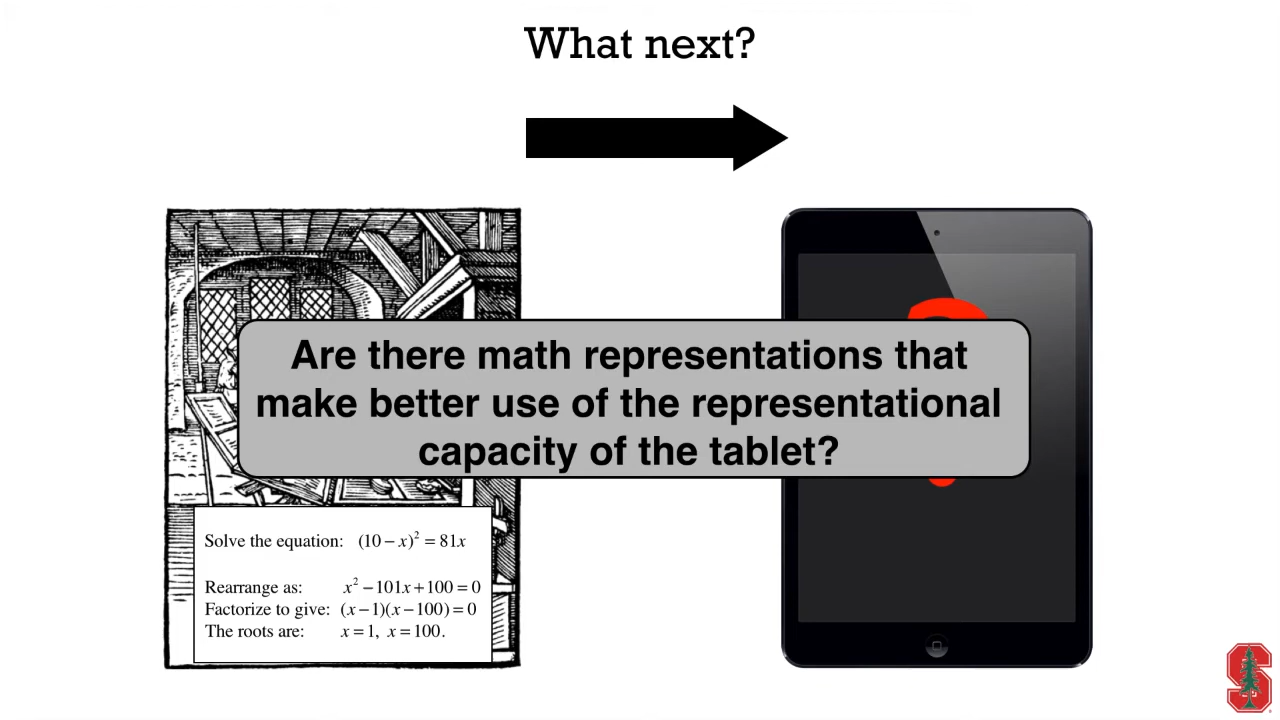 What next?
Are there math representations that
make better use of the representational
capacity of the tablet?
Solve the equation: (10 − x)² = 81x
Rearrange as: x² − 101x + 100 = 0
Factorize to give: (x − 1)(x − 100) = 0
The roots are: x = 1, x = 100.